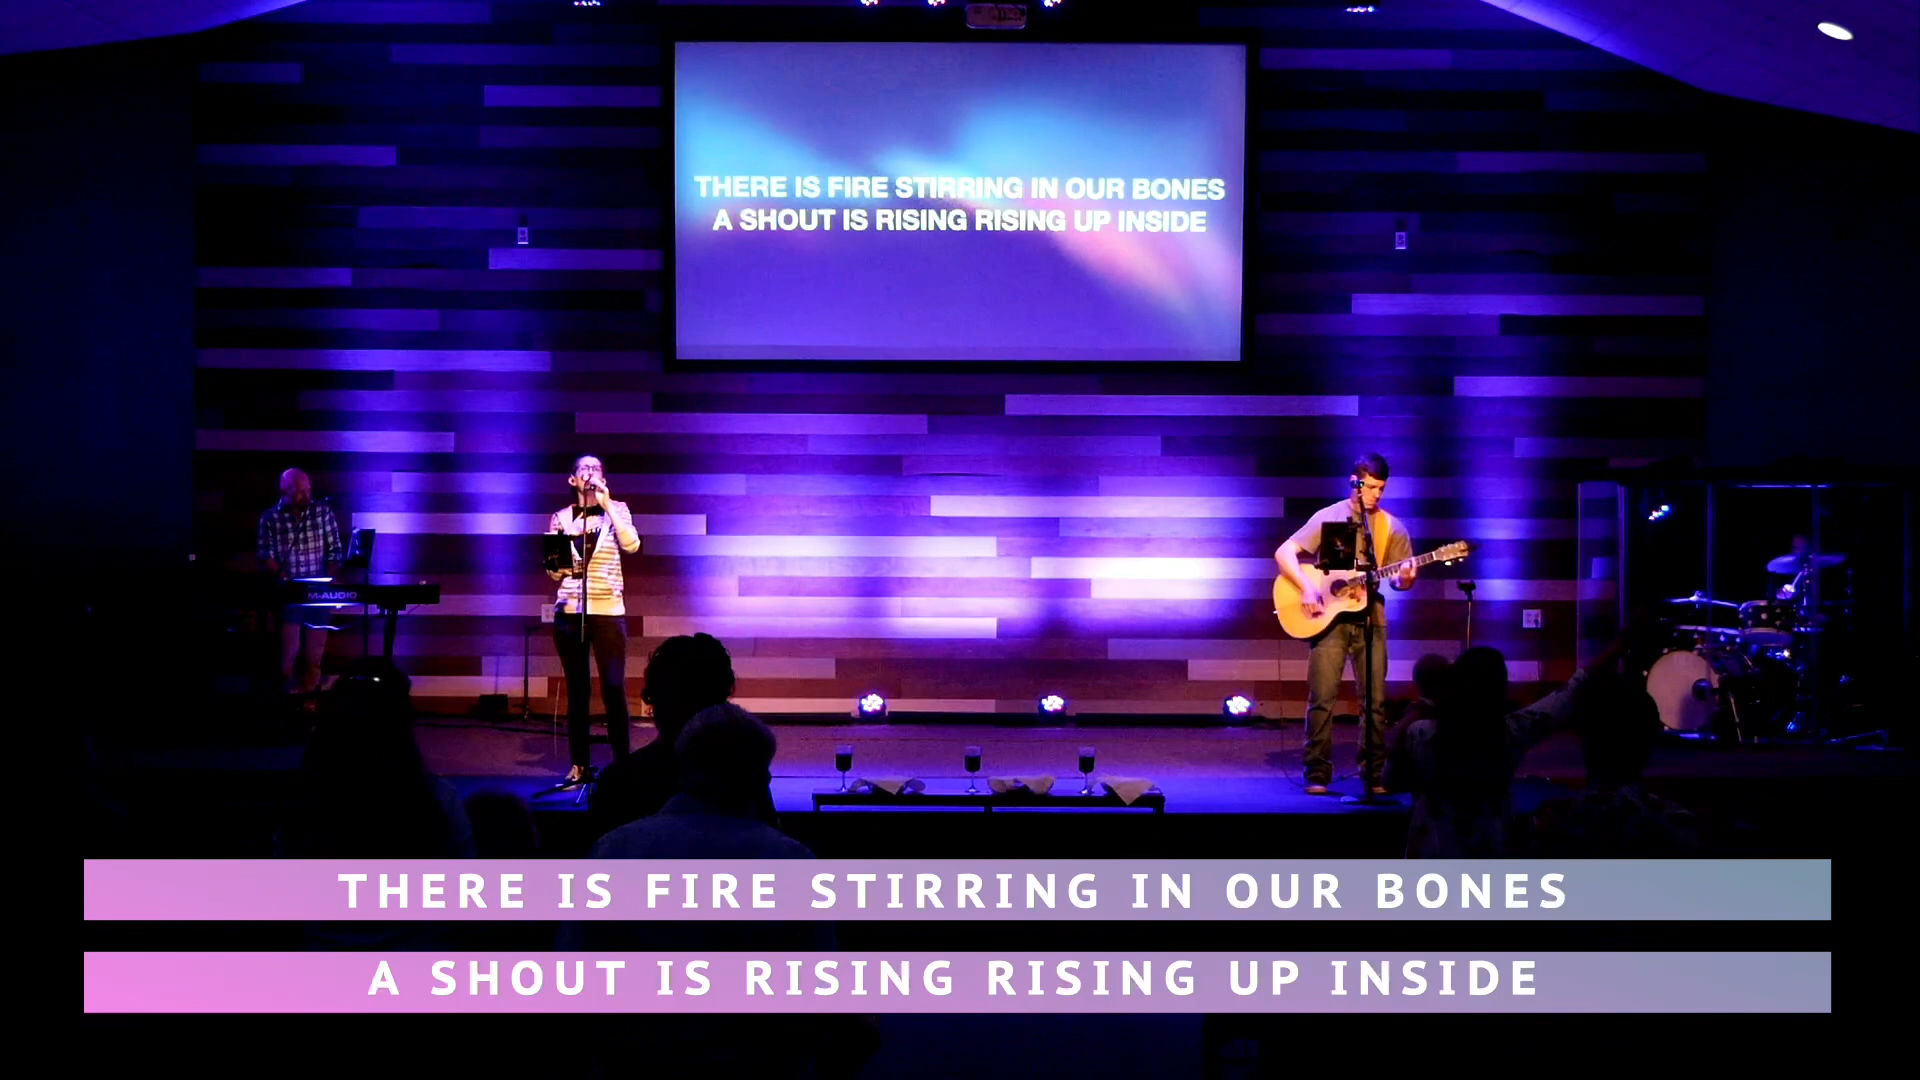 THERE IS FIRE STIRRING IN OUR BONES
A SHOUT IS RISING RISING UP INSIDE
M-AUDIO
THERE IS FIRE STIRRING IN OUR BONES
A SHOUT IS RISING RISING UP INSIDE